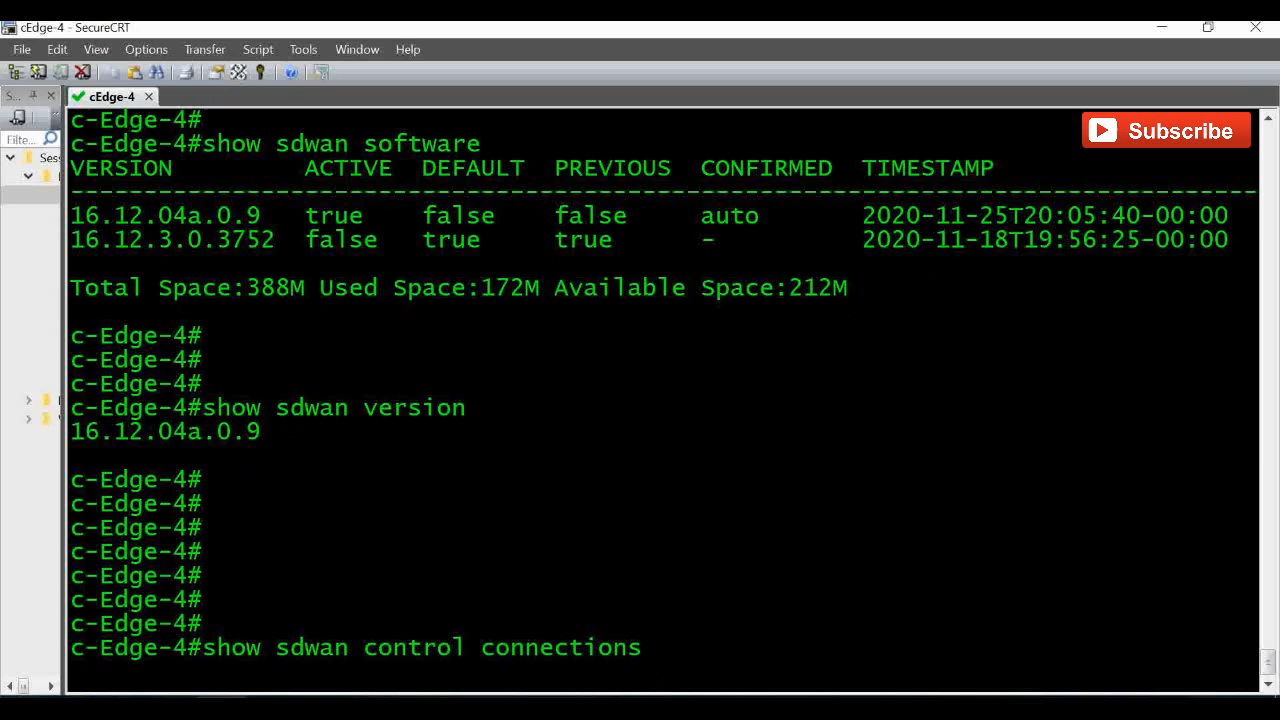 cEdge-4 - SecureCRT
File Edit View Options Transfer Script Tools Window Help
S...
cEdge-4
Filte...
Ses
c-Edge-4#
Subscribe
c-Edge-4#show sdwan software
VERSION ACTIVE DEFAULT PREVIOUS CONFIRMED TIMESTAMP
---------------------------------------------------------------------------------
16.12.04a.0.9 true false false auto 2020-11-25T20:05:40-00:00
16.12.3.0.3752 false true true - 2020-11-18T19:56:25-00:00
Total Space:388M Used Space:172M Available Space:212M
c-Edge-4#
c-Edge-4#
c-Edge-4#
c-Edge-4#show sdwan version
16.12.04a.0.9
c-Edge-4#
c-Edge-4#
c-Edge-4#
c-Edge-4#
c-Edge-4#
c-Edge-4#
c-Edge-4#
c-Edge-4#show sdwan control connections